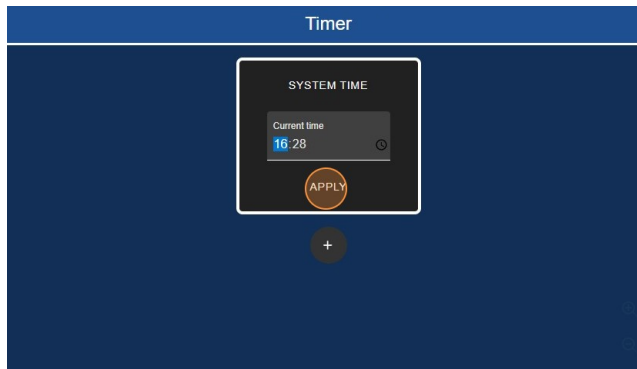 Timer
SYSTEM TIME
Current time
16:28
APPLY
+